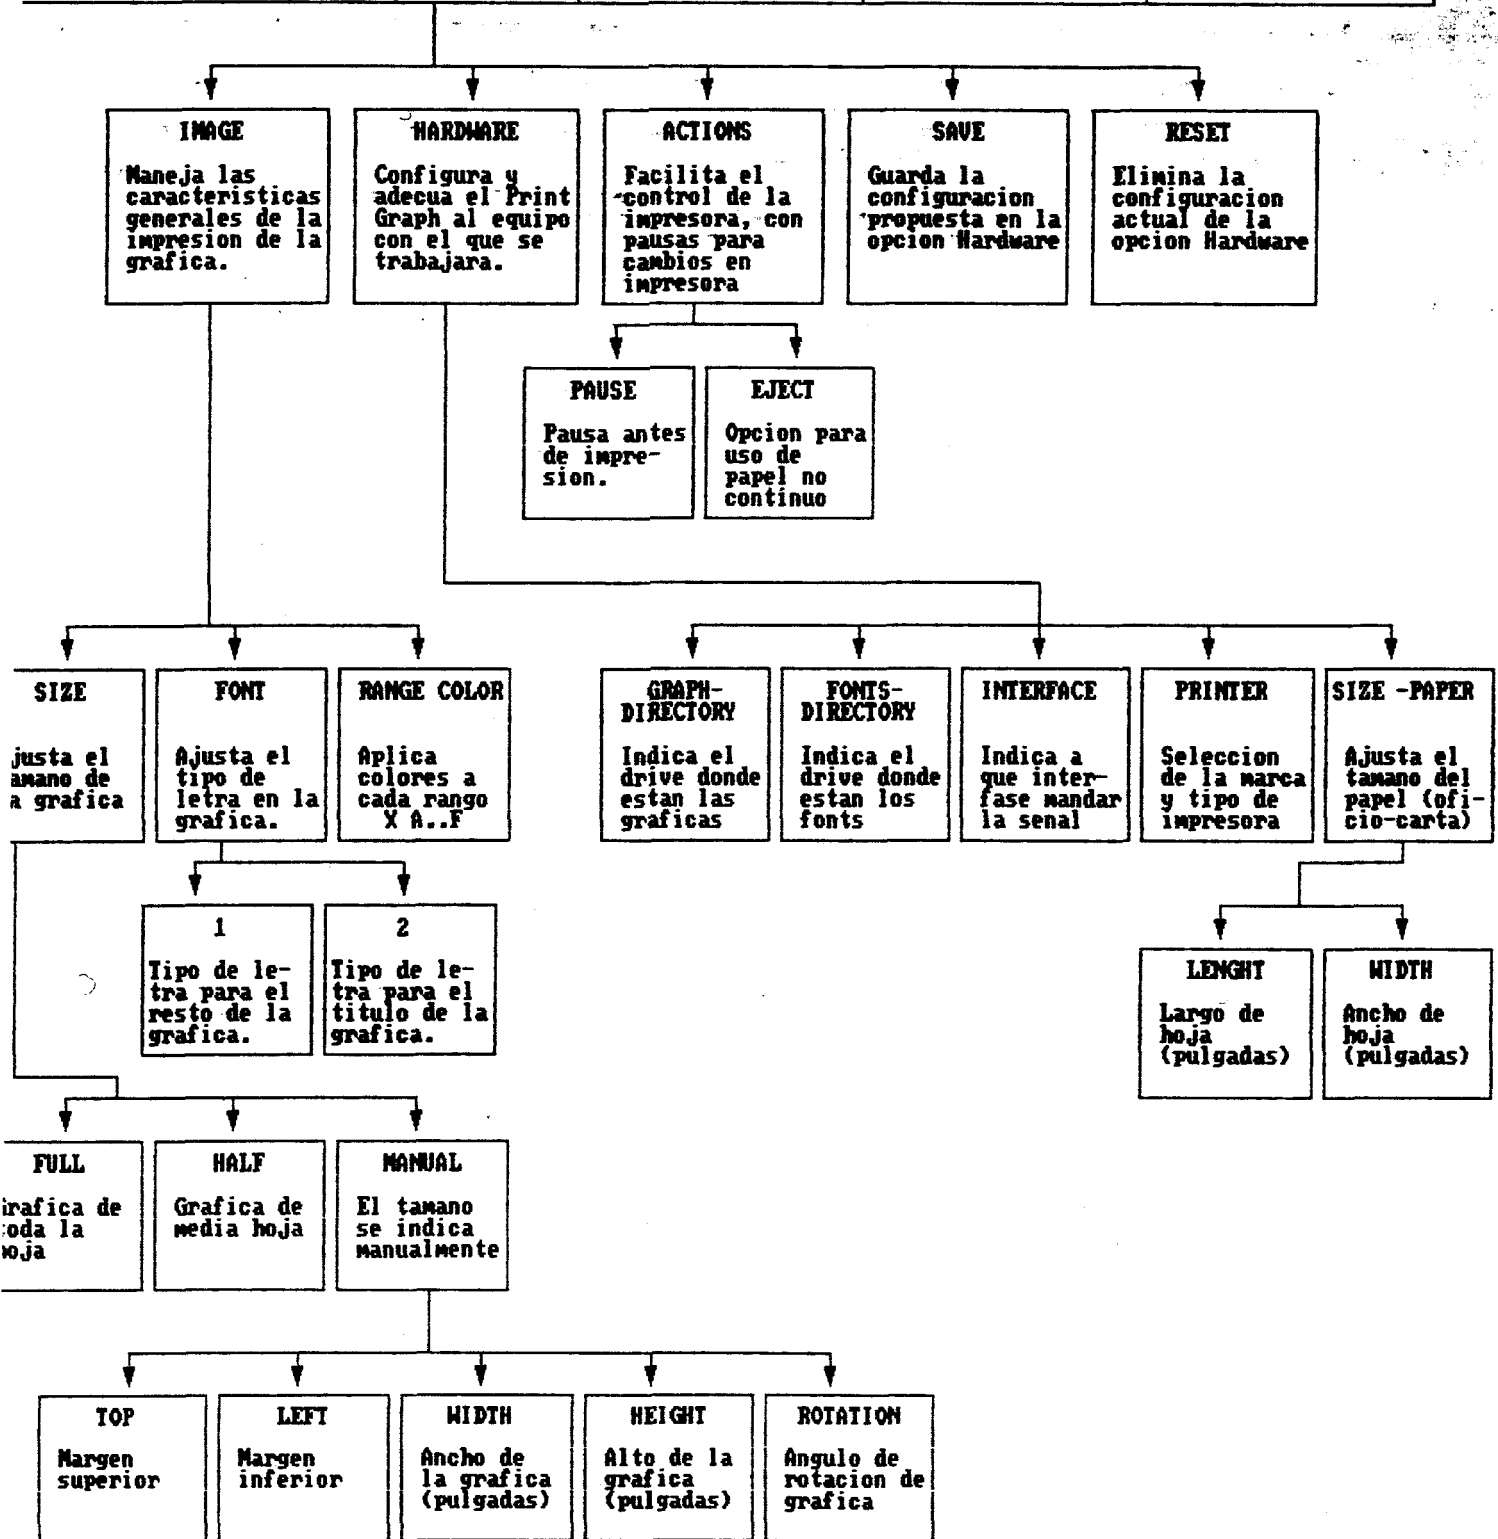 IMAGE
Maneja las
caracteristicas
generales de la
impresion de la
grafica.
HARDWARE
Configura y
adecua el Print
Graph al equipo
con el que se
trabajara.
ACTIONS
Facilita el
control de la
impresora, con
pausas para
cambios en
impresora
SAVE
Guarda la
configuracion
propuesta en la
opcion Hardware
RESET
Elimina la
configuracion
actual de la
opcion Hardware
PAUSE
Pausa antes
de impre-
sion.
EJECT
Opcion para
uso de
papel no
continuo
SIZE
justa el
amano de
a grafica
FONT
Ajusta el
tipo de
letra en la
grafica.
RANGE COLOR
Aplica
colores a
cada rango
X A..F
GRAPH-
DIRECTORY
Indica el
drive donde
estan las
graficas
FONTS-
DIRECTORY
Indica el
drive donde
estan los
fonts
INTERFACE
Indica a
que inter-
fase mandar
la senal
PRINTER
Seleccion
de la marca
y tipo de
impresora
SIZE -PAPER
Ajusta el
tamano del
papel (ofi-
cio-carta)
1
Tipo de le-
tra para el
resto de la
grafica.
2
Tipo de le-
tra para el
titulo de la
grafica.
LENGHT
Largo de
hoja
(pulgadas)
WIDTH
Ancho de
hoja
(pulgadas)
FULL
rafica de
oda la
oja
HALF
Grafica de
media hoja
MANUAL
El tamano
se indica
manualmente
TOP
Margen
superior
LEFT
Margen
inferior
WIDTH
Ancho de
la grafica
(pulgadas)
HEIGHT
Alto de la
grafica
(pulgadas)
ROTATION
Angulo de
rotacion de
grafica